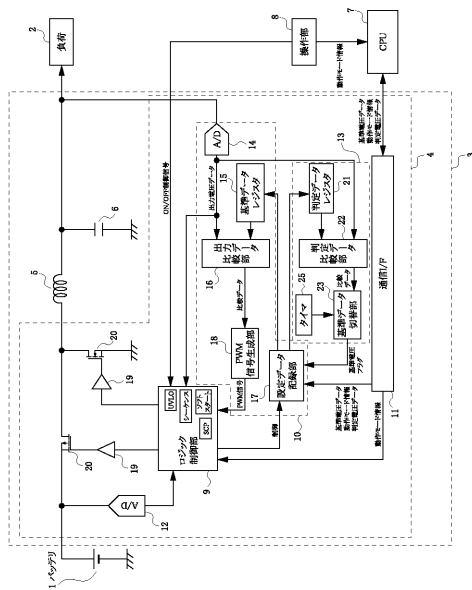 1 バッテリ
2
負荷
3
4
5
6
7
CPU
8
操作部
動作モード情報
ON/OFF制御信号
基準電圧データ
動作モード情報
判定電圧データ
13
A/D
14
出力電圧データ
15
基準データ
レジスタ
判定データ
レジスタ
21
出力データ
比較部
16
判定データ
比較部
22
比較データ
比較データ
25
タイマ
23
基準データ
切替部
通信I/F
18
PWM
信号生成部
PWM信号
17
設定データ
記録部
基準電圧
フラグ
制御
10
基準電圧データ
動作モード情報
判定電圧データ
動作モード情報
11
UVLO
シーケンス
ソフト
スタート
SCP
ロジック
制御部
9
19
20
19
20
A/D
12